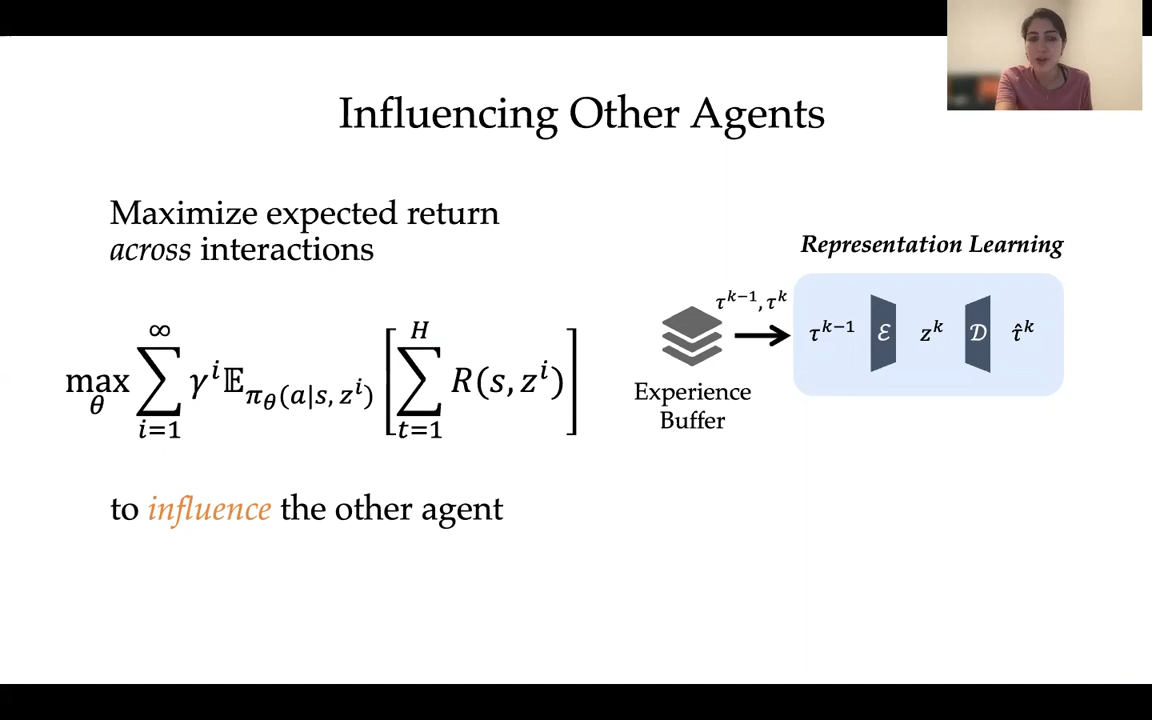 Influencing Other Agents
Maximize expected return
across interactions
max_θ ∑_{i=1}^{∞} γ^i 𝔼_{π_θ(a|s, z^i)} [∑_{t=1}^{H} R(s, z^i)]
to influence the other agent
Representation Learning
τ^{k−1}, τ^k
τ^{k−1} ℰ z^k 𝒟 τ̂^k
Experience
Buffer